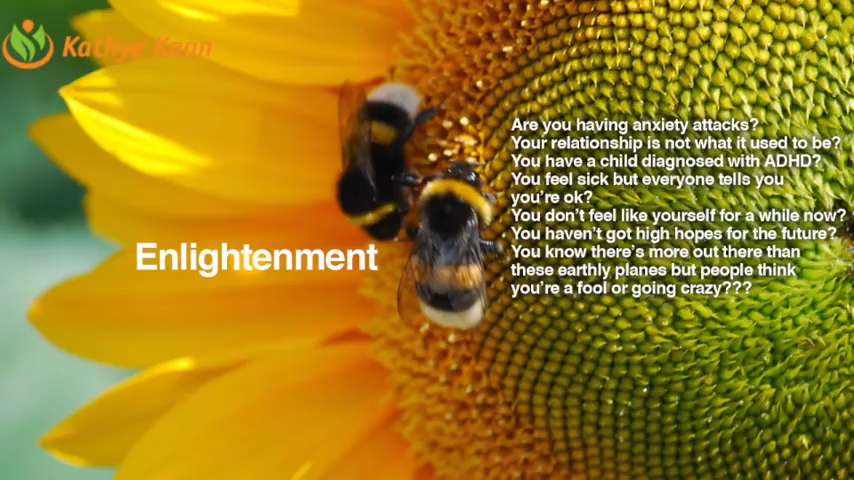 Kathye Kaan
Enlightenment
Are you having anxiety attacks?
Your relationship is not what it used to be?
You have a child diagnosed with ADHD?
You feel sick but everyone tells you
you're ok?
You don't feel like yourself for a while now?
You haven't got high hopes for the future?
You know there's more out there than
these earthly planes but people think
you're a fool or going crazy???